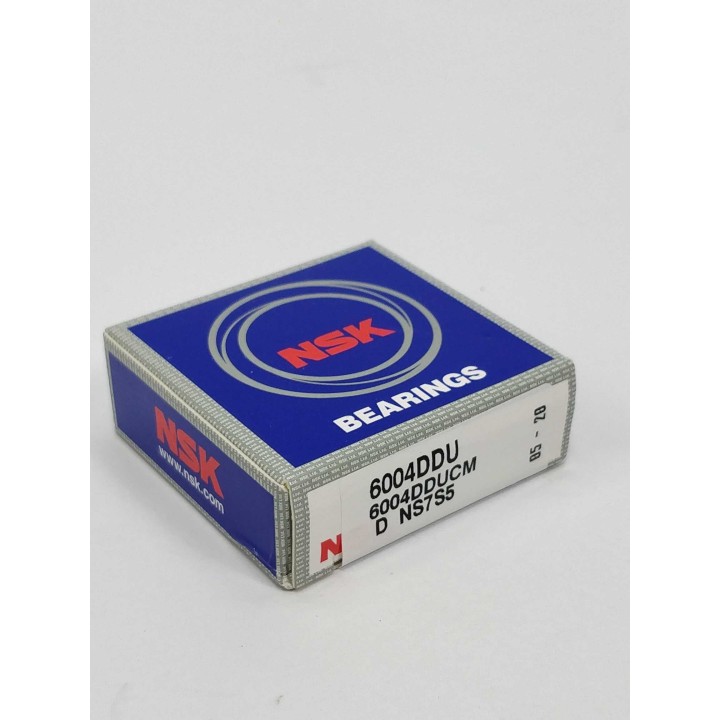 NSK
BEARINGS
NSK
www.nsk.com
6004DDU
6004DDUCM
D NS7S5
05 - 20
N